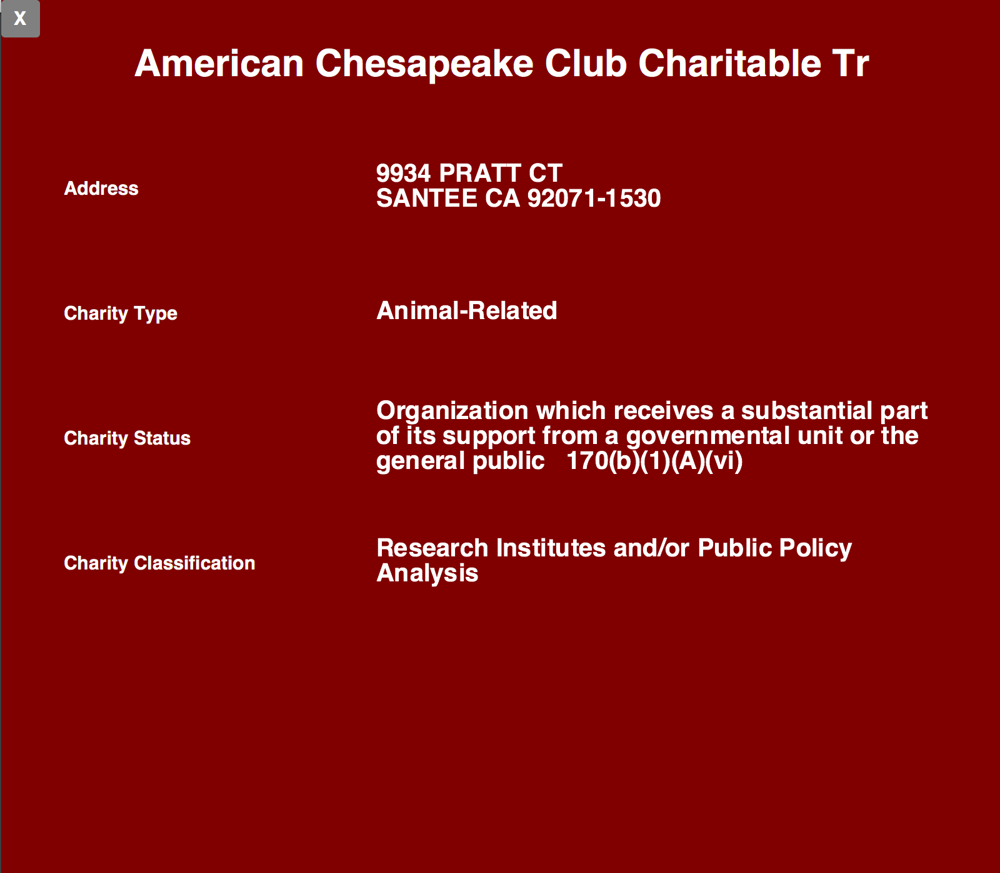 X
American Chesapeake Club Charitable Tr
Address
9934 PRATT CT
SANTEE CA 92071-1530
Charity Type
Animal-Related
Charity Status
Organization which receives a substantial part
of its support from a governmental unit or the
general public   170(b)(1)(A)(vi)
Charity Classification
Research Institutes and/or Public Policy
Analysis